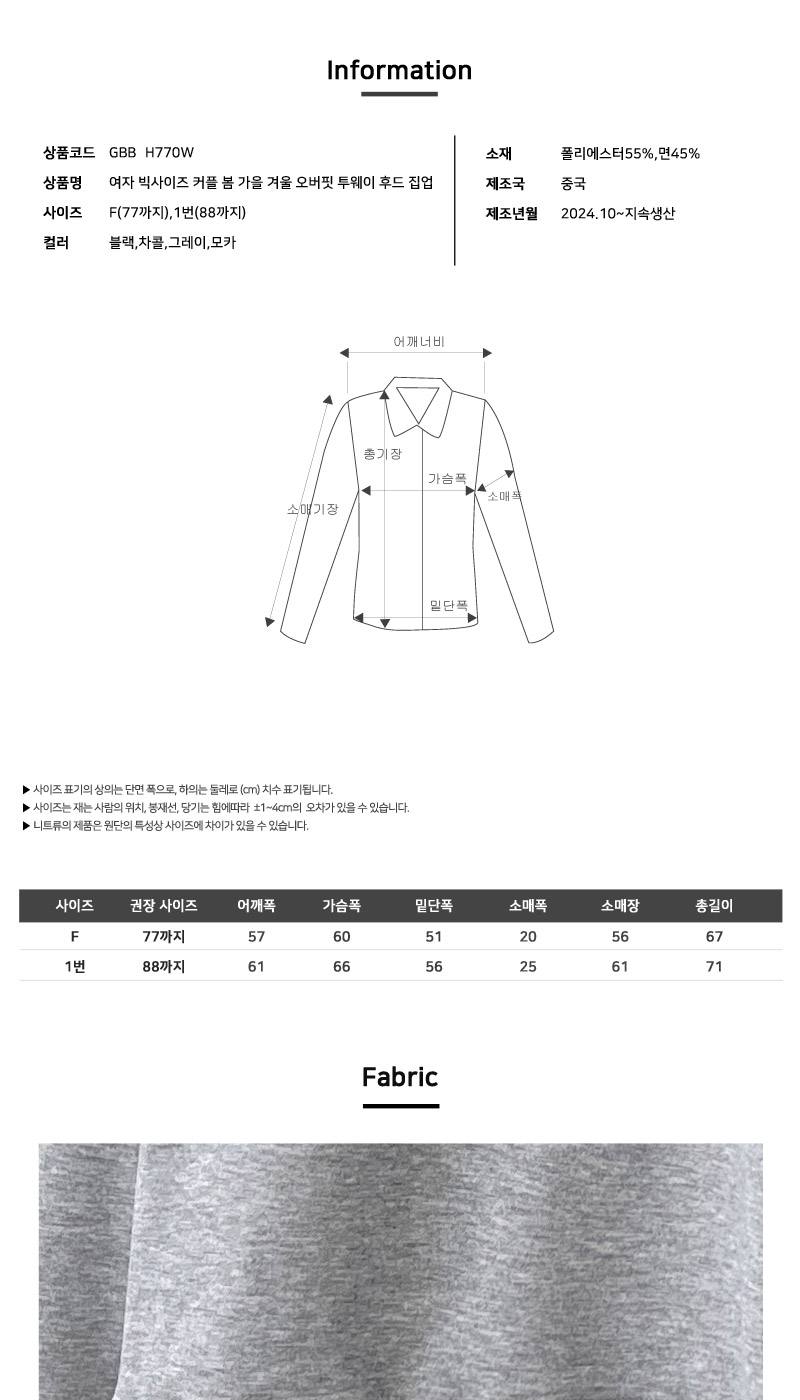 Information
상품코드 GBB H770W
상품명 여자 빅사이즈 커플 봄 가을 겨울 오버핏 투웨이 후드 집업
사이즈 F(77까지),1번(88까지)
컬러 블랙,차콜,그레이,모카
소재 폴리에스터55%,면45%
제조국 중국
제조년월 2024.10~지속생산
어깨너비
총기장
가슴폭
소매폭
소매기장
밑단폭
▶ 사이즈 표기의 상의는 단면 폭으로, 하의는 둘레로 (cm) 치수 표기됩니다.
▶ 사이즈는 재는 사람의 위치, 봉재선, 당기는 힘에따라 ±1~4cm의 오차가 있을 수 있습니다.
▶ 니트류의 제품은 원단의 특성상 사이즈에 차이가 있을 수 있습니다.
사이즈 권장 사이즈 어깨폭 가슴폭 밑단폭 소매폭 소매장 총길이
F 77까지 57 60 51 20 56 67
1번 88까지 61 66 56 25 61 71
Fabric